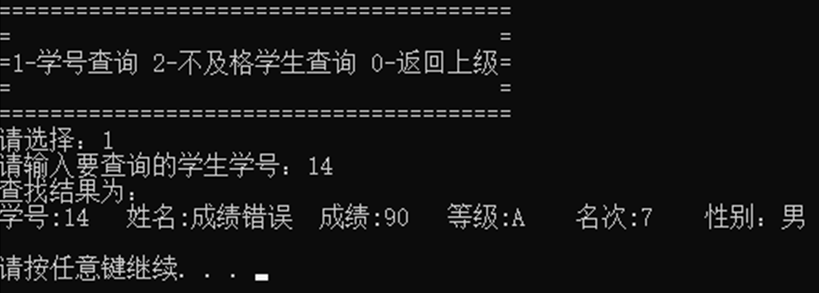 ========================================
=                                      =
=1-学号查询 2-不及格学生查询 0-返回上级=
=                                      =
========================================
请选择：1
请输入要查询的学生学号：14
查找结果为：
学号:14   姓名:成绩错误  成绩:90   等级:A    名次:7    性别：男
请按任意键继续. . .